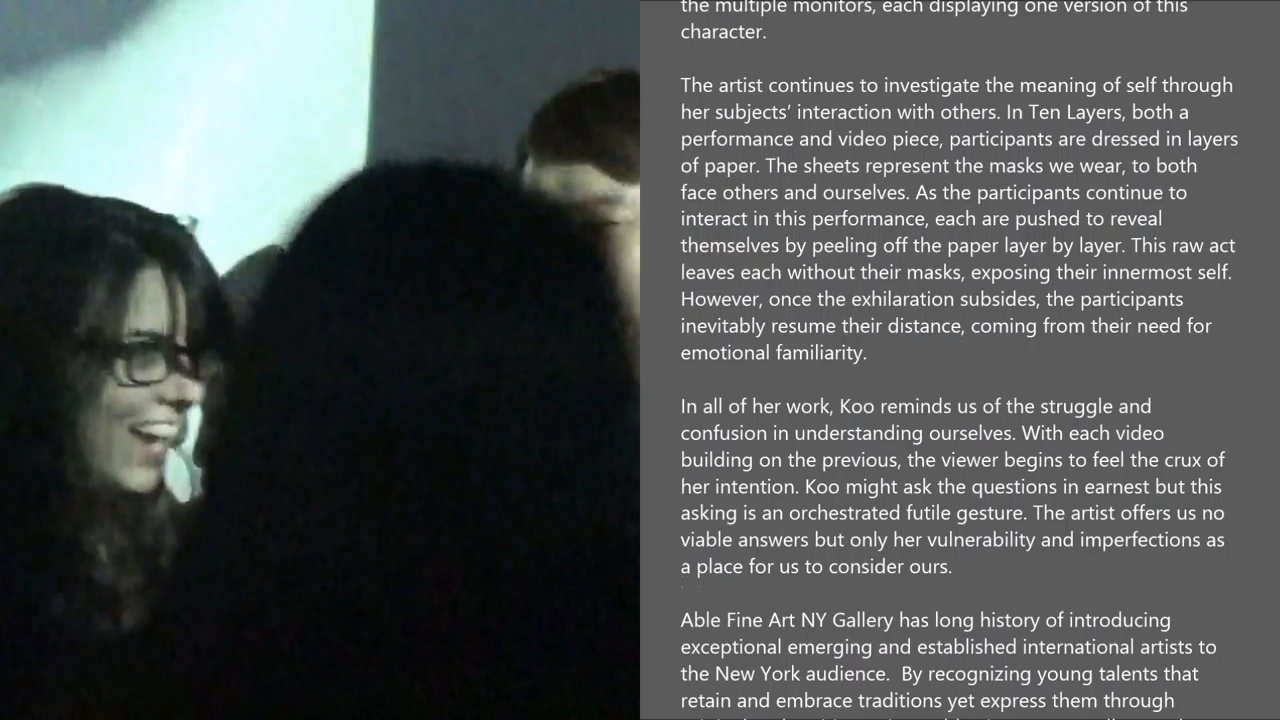 the multiple monitors, each displaying one version of this
character.
The artist continues to investigate the meaning of self through
her subjects’ interaction with others. In Ten Layers, both a
performance and video piece, participants are dressed in layers
of paper. The sheets represent the masks we wear, to both
face others and ourselves. As the participants continue to
interact in this performance, each are pushed to reveal
themselves by peeling off the paper layer by layer. This raw act
leaves each without their masks, exposing their innermost self.
However, once the exhilaration subsides, the participants
inevitably resume their distance, coming from their need for
emotional familiarity.
In all of her work, Koo reminds us of the struggle and
confusion in understanding ourselves. With each video
building on the previous, the viewer begins to feel the crux of
her intention. Koo might ask the questions in earnest but this
asking is an orchestrated futile gesture. The artist offers us no
viable answers but only her vulnerability and imperfections as
a place for us to consider ours.
Able Fine Art NY Gallery has long history of introducing
exceptional emerging and established international artists to
the New York audience.  By recognizing young talents that
retain and embrace traditions yet express them through